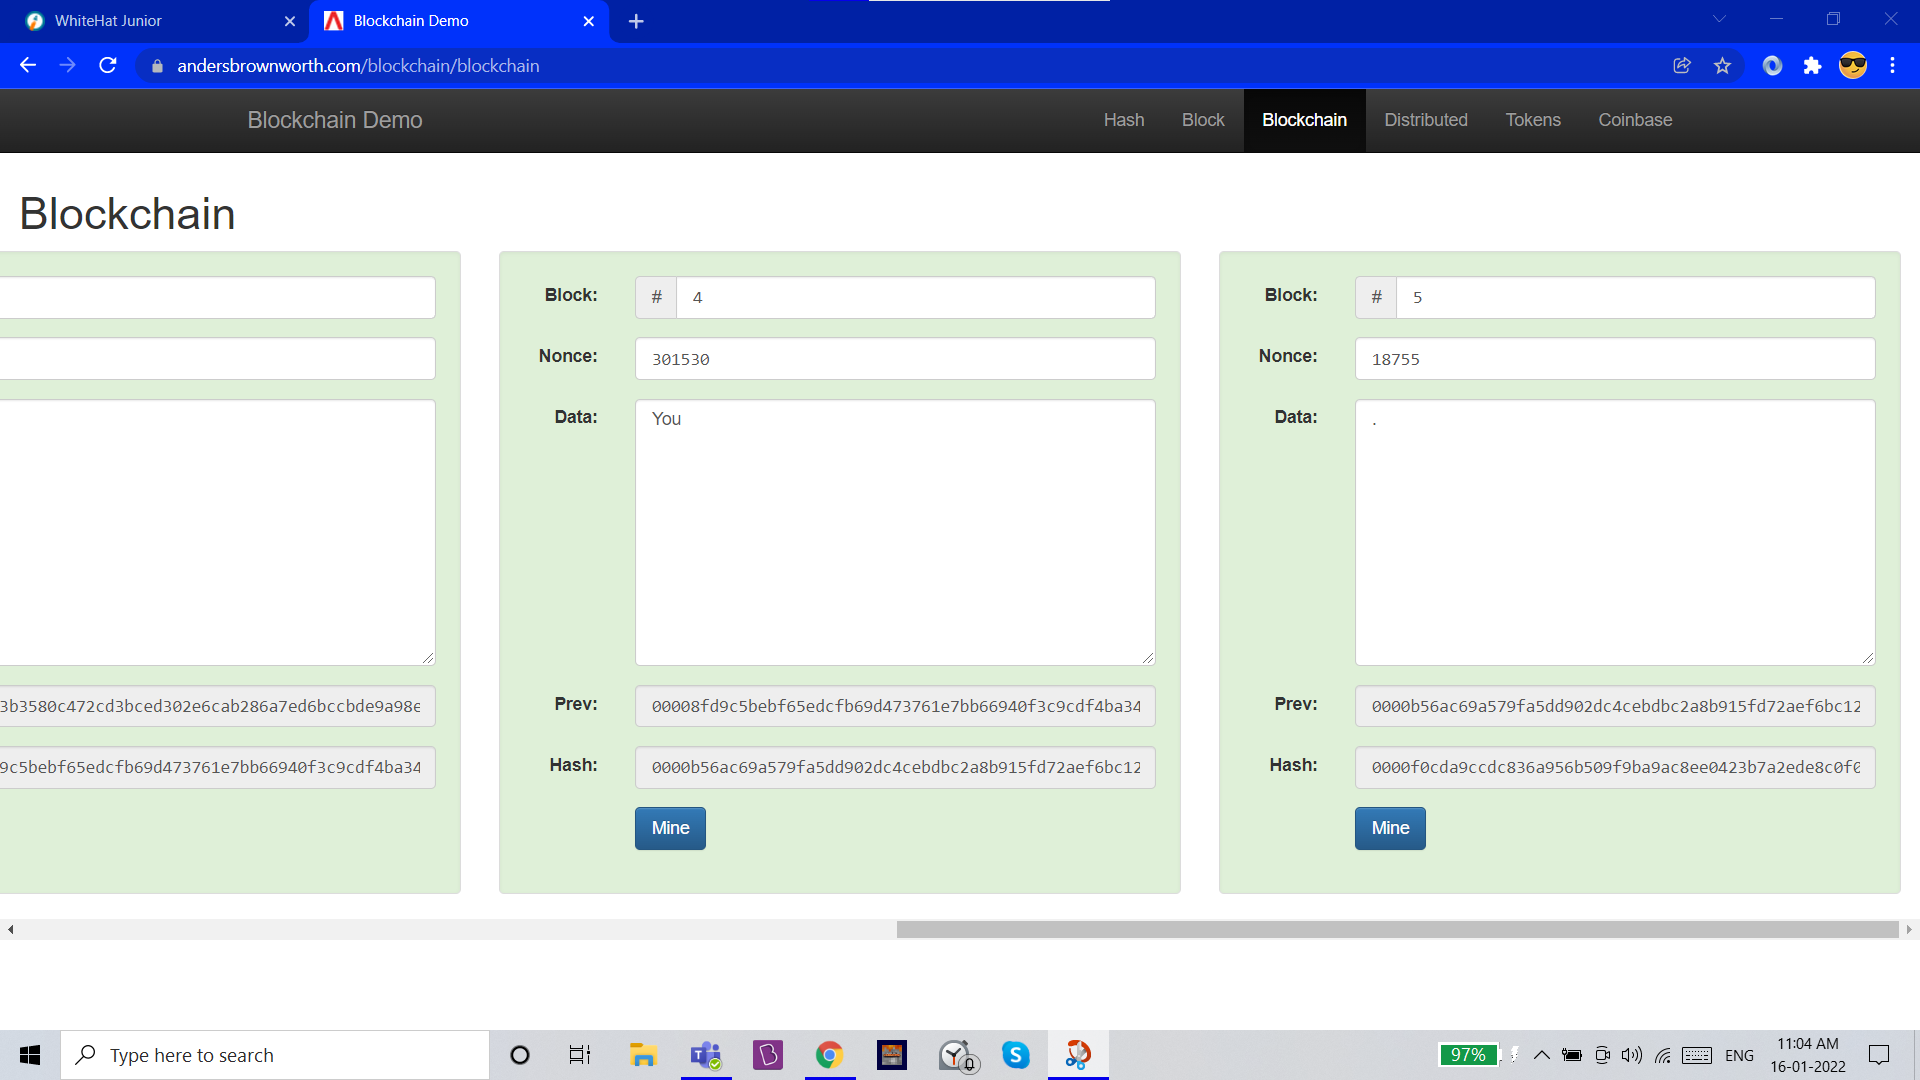 WhiteHat Junior
Blockchain Demo
andersbrownworth.com/blockchain/blockchain
Blockchain Demo
Hash
Block
Blockchain
Distributed
Tokens
Coinbase
Blockchain
3b3580c472cd3bced302e6cab286a7ed6bccbde9a98e
9c5bebf65edcfb69d473761e7bb66940f3c9cdf4ba34
Block: # 4
Nonce: 301530
Data: You
Prev: 00008fd9c5bebf65edcfb69d473761e7bb66940f3c9cdf4ba34
Hash: 0000b56ac69a579fa5dd902dc4cebdbc2a8b915fd72aef6bc12
Mine
Block: # 5
Nonce: 18755
Data: .
Prev: 0000b56ac69a579fa5dd902dc4cebdbc2a8b915fd72aef6bc12
Hash: 0000f0cda9ccdc836a956b509f9ba9ac8ee0423b7a2ede8c0f0
Mine
Type here to search
97%
ENG
11:04 AM
16-01-2022